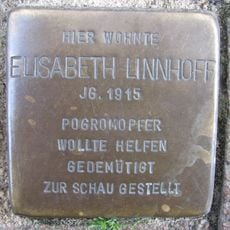 HIER WOHNTE
ELISABETH LINNHOFF
JG. 1915
POGROMOPFER
WOLLTE HELFEN
GEDEMÜTIGT
ZUR SCHAU GESTELLT